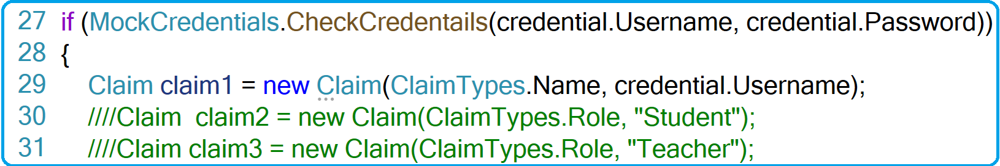 27 if (MockCredentials.CheckCredentails(credential.Username, credential.Password))
28 {
29 Claim claim1 = new Claim(ClaimTypes.Name, credential.Username);
30 ////Claim  claim2 = new Claim(ClaimTypes.Role, "Student");
31 ////Claim claim3 = new Claim(ClaimTypes.Role, "Teacher");